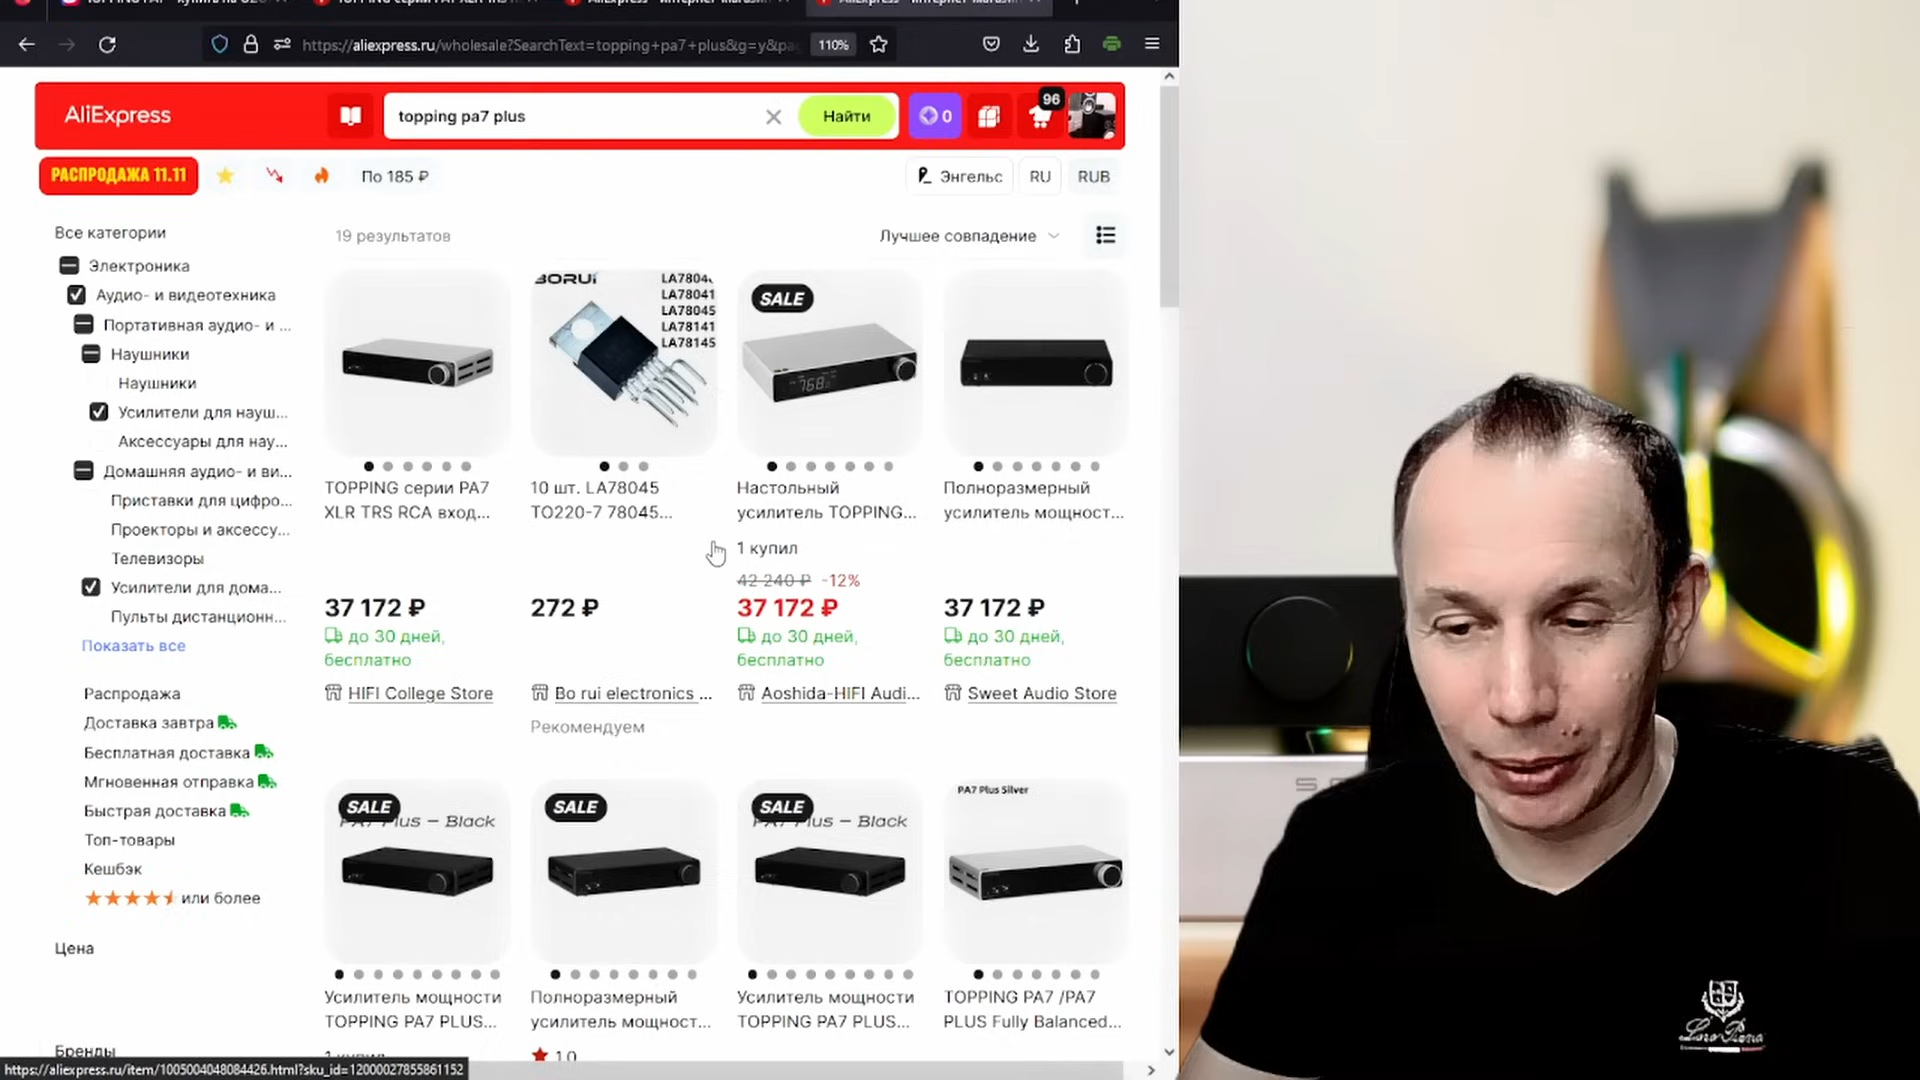 https://aliexpress.ru/wholesale?SearchText=topping+pa7+plus&g=y&pa
110%
AliExpress
topping pa7 plus
Найти
0
96
РАСПРОДАЖА 11.11
По 185 ₽
Энгельс
RU
RUB
Все категории
19 результатов
Лучшее совпадение
Электроника
Аудио- и видеотехника
Портативная аудио- и ...
Наушники
Наушники
Усилители для науш...
Аксессуары для нау...
Домашняя аудио- и ви...
Приставки для цифро...
Проекторы и аксессу...
Телевизоры
Усилители для дома...
Пульты дистанционн...
Показать все
Распродажа
Доставка завтра
Бесплатная доставка
Мгновенная отправка
Быстрая доставка
Топ-товары
Кешбэк
или более
Цена
Бренды
TOPPING серии PA7
XLR TRS RCA вход...
37 172 ₽
до 30 дней,
бесплатно
HIFI College Store
BORUI
LA78041
LA78045
LA78141
LA78145
10 шт. LA78045
TO220-7 78045...
272 ₽
Bo rui electronics ...
Рекомендуем
SALE
Настольный
усилитель TOPPING...
1 купил
42 240 ₽ -12%
37 172 ₽
до 30 дней,
бесплатно
Aoshida-HIFI Audi...
Полноразмерный
усилитель мощност...
37 172 ₽
до 30 дней,
бесплатно
Sweet Audio Store
SALE
PA7 Plus – Black
Усилитель мощности
TOPPING PA7 PLUS...
1 купил
SALE
Полноразмерный
усилитель мощност...
1.0
SALE
PA7 Plus – Black
Усилитель мощности
TOPPING PA7 PLUS...
PA7 Plus Silver
TOPPING PA7 /PA7
PLUS Fully Balanced...
https://aliexpress.ru/item/1005004048084426.html?sku_id=12000027855861152
Loro Piana